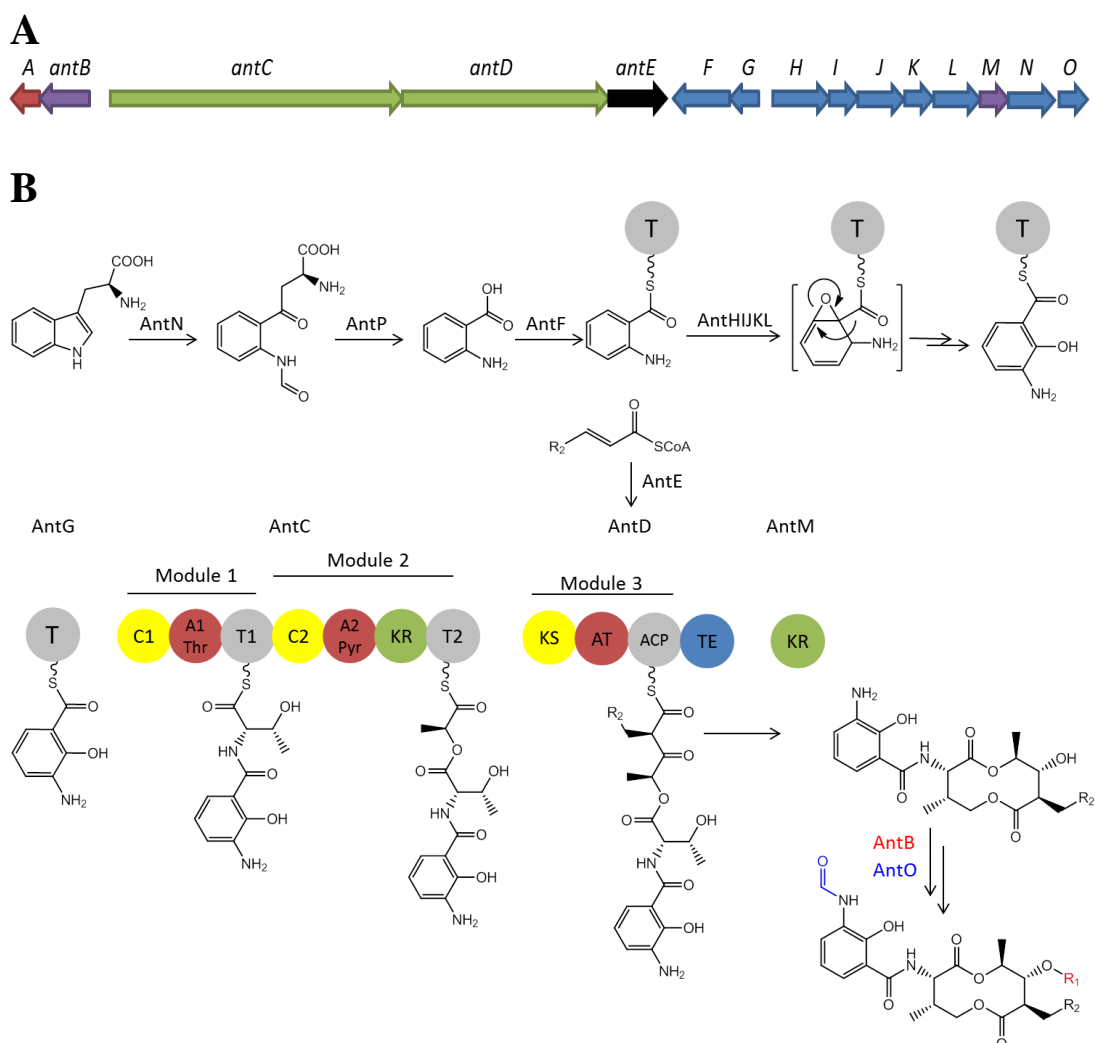 A
A antB antC antD antE F G H I J K L M N O
B
T T T
COOH
NH2
AntN
N
H
COOH
NH2
O
NH
O
AntP
OH
O
NH2
AntF
S
O
NH2
AntHIJKL
O
S
O
NH2
S
O
OH
NH2
O
R2 SCoA
AntE
AntG AntC AntD AntM
Module 1 Module 2 Module 3
T C1 A1 Thr T1 C2 A2 Pyr KR T2 KS AT ACP TE KR
S
O
OH
NH2
S
O
OH
NH
O
OH
NH2
S
O
O
O
OH
HN
O
OH
NH2
S
O
R2
O
O
O
OH
HN
O
OH
NH2
NH2
OH
H
N
O
O
O
OH
O
O
R2
AntB
AntO
O
NH
OH
H
N
O
O
O
O
R1
O
O
R2